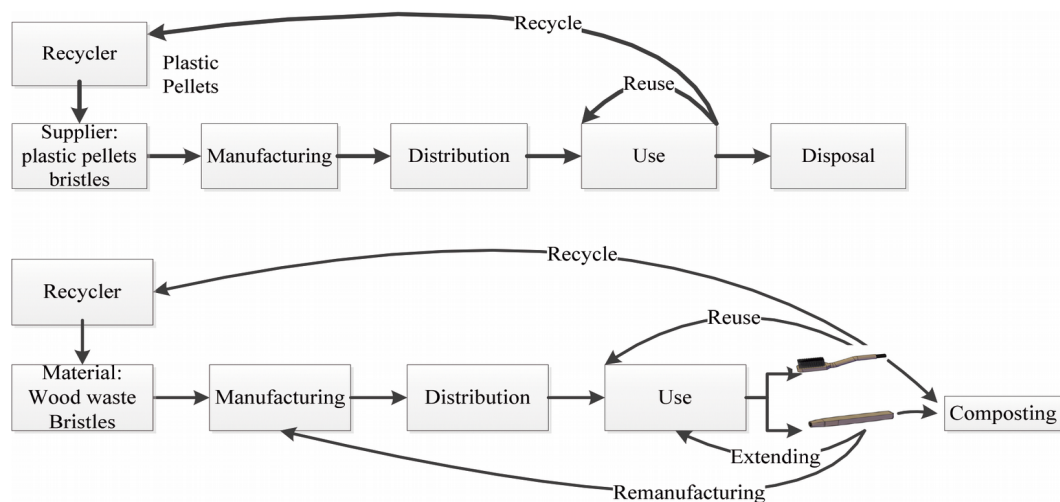 Recycle
Recycler
Plastic
Pellets
Reuse
Supplier:
plastic pellets
bristles
Manufacturing
Distribution
Use
Disposal
Recycle
Recycler
Reuse
Material:
Wood waste
Bristles
Manufacturing
Distribution
Use
Composting
Extending
Remanufacturing